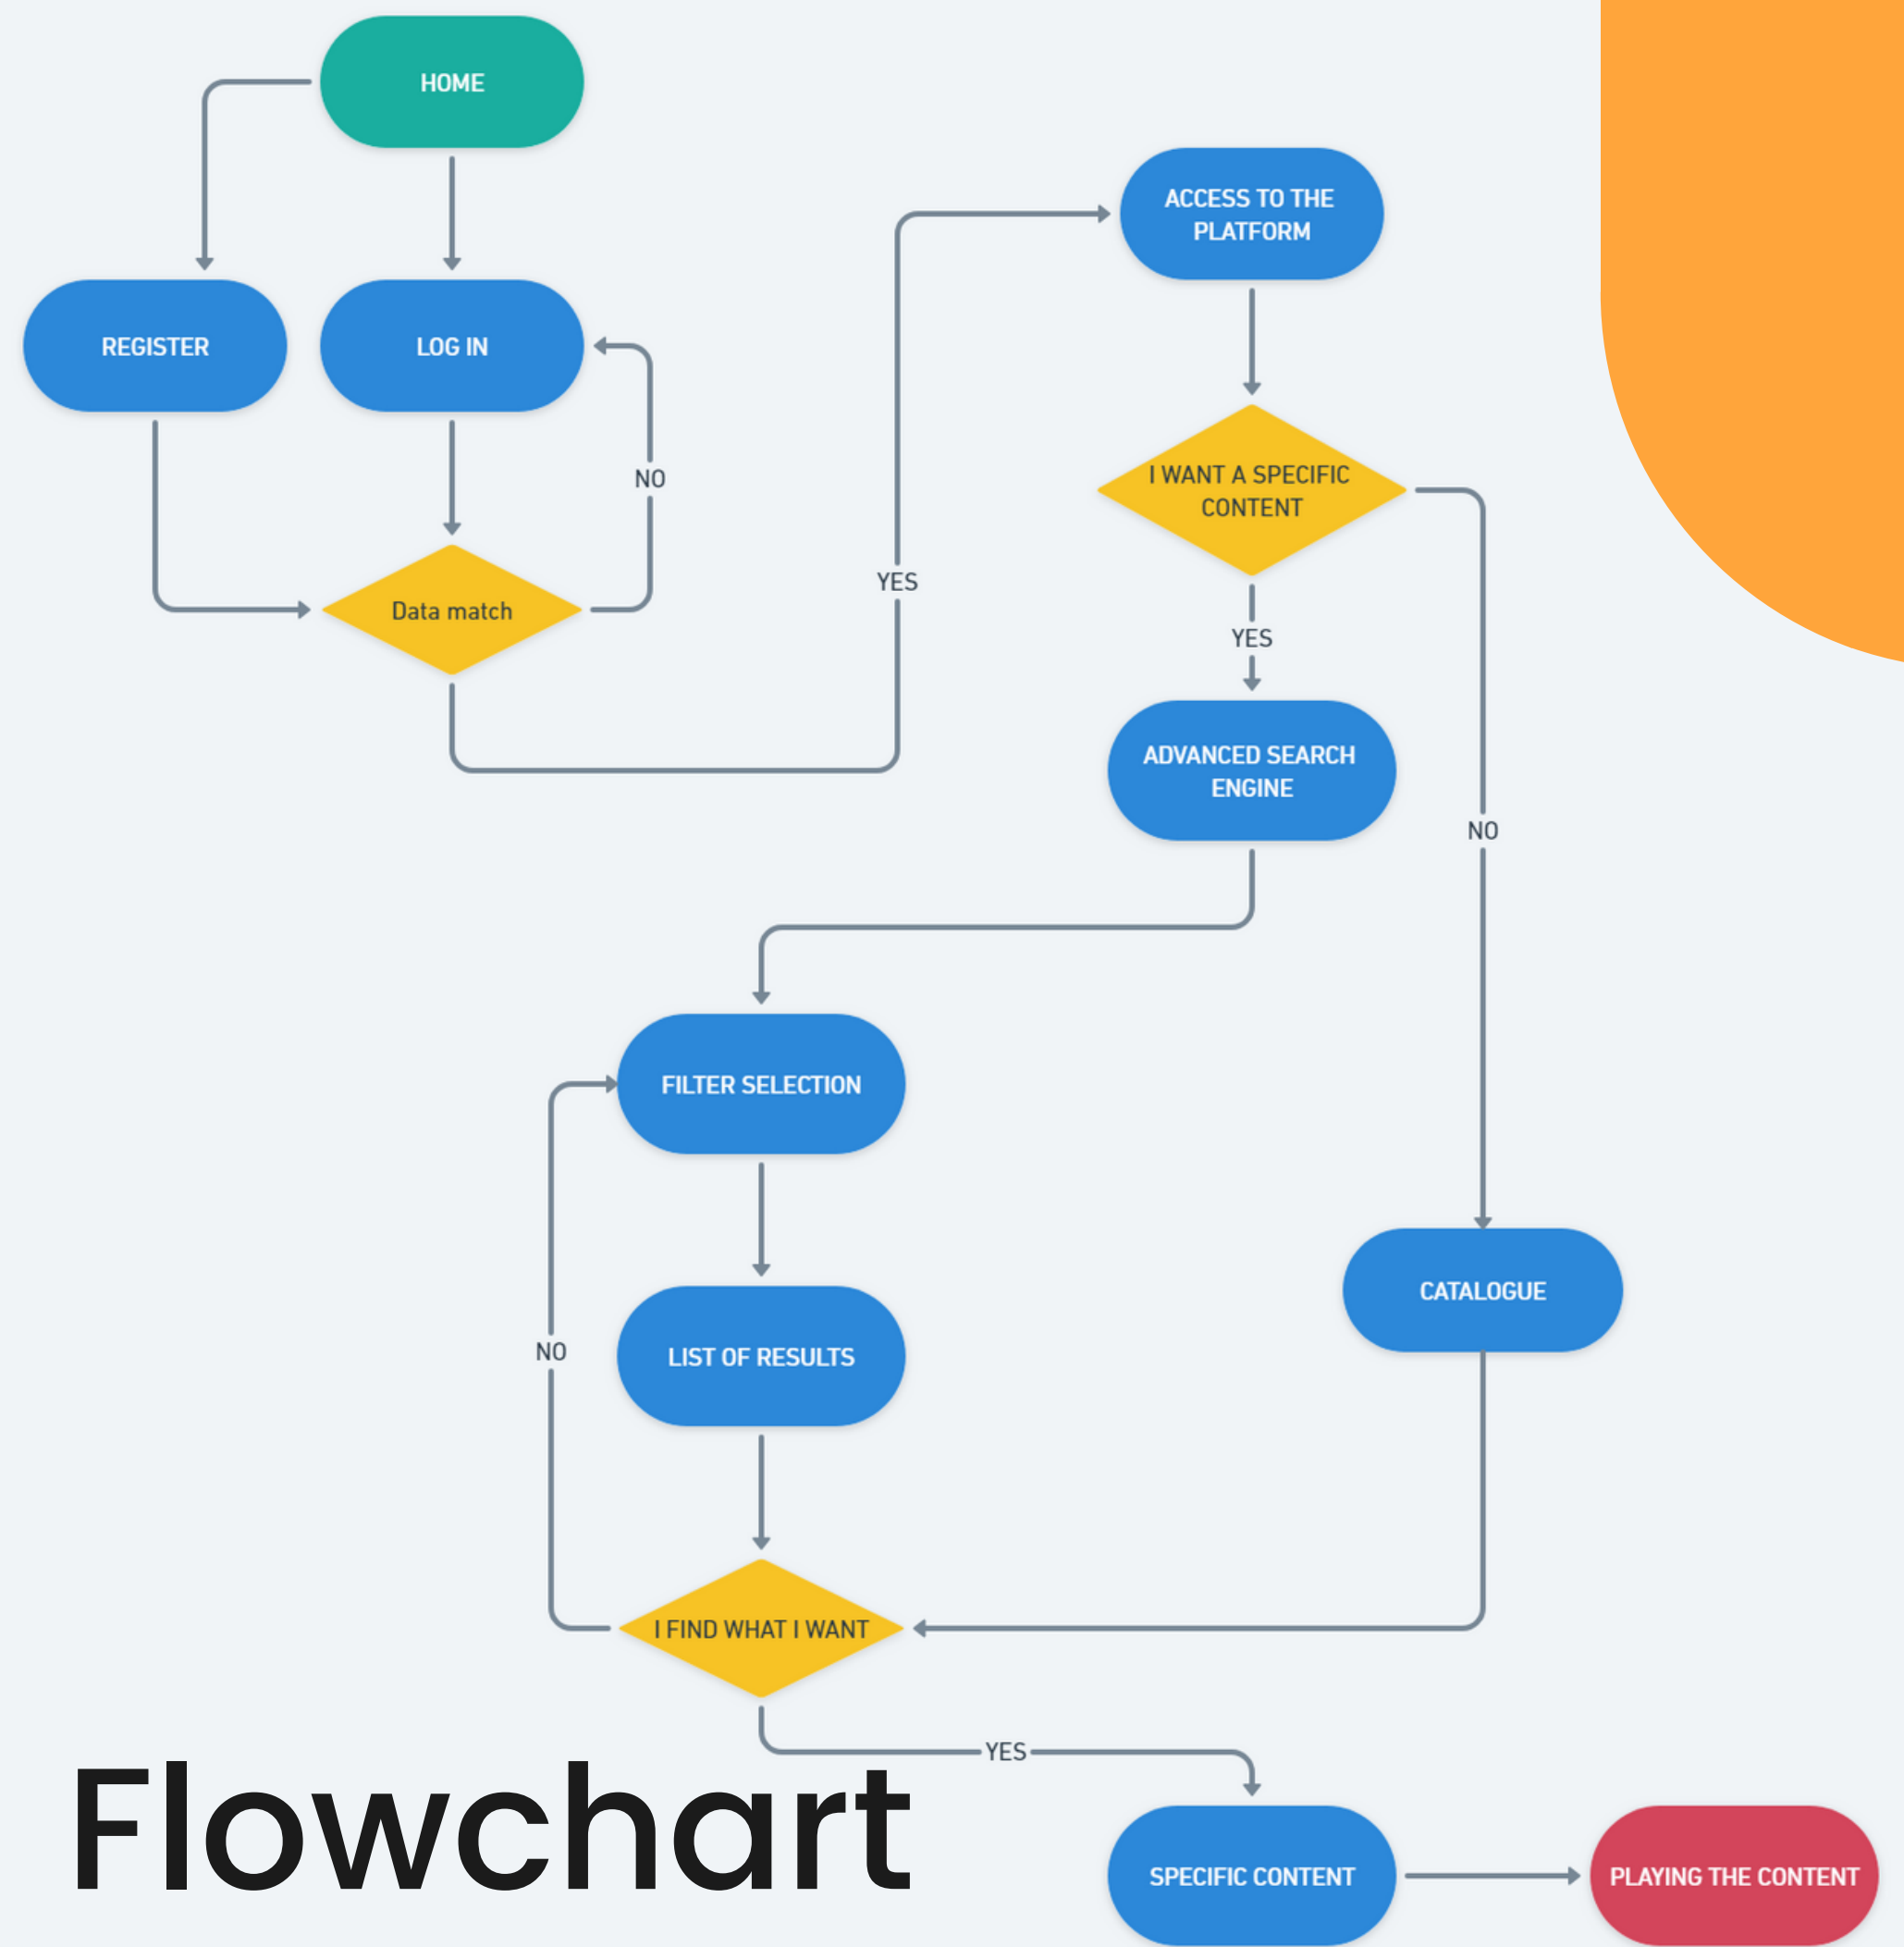 HOME
ACCESS TO THE
PLATFORM
REGISTER
LOG IN
NO
I WANT A SPECIFIC
CONTENT
Data match
YES
YES
ADVANCED SEARCH
ENGINE
NO
FILTER SELECTION
CATALOGUE
NO
LIST OF RESULTS
I FIND WHAT I WANT
YES
Flowchart
SPECIFIC CONTENT
PLAYING THE CONTENT